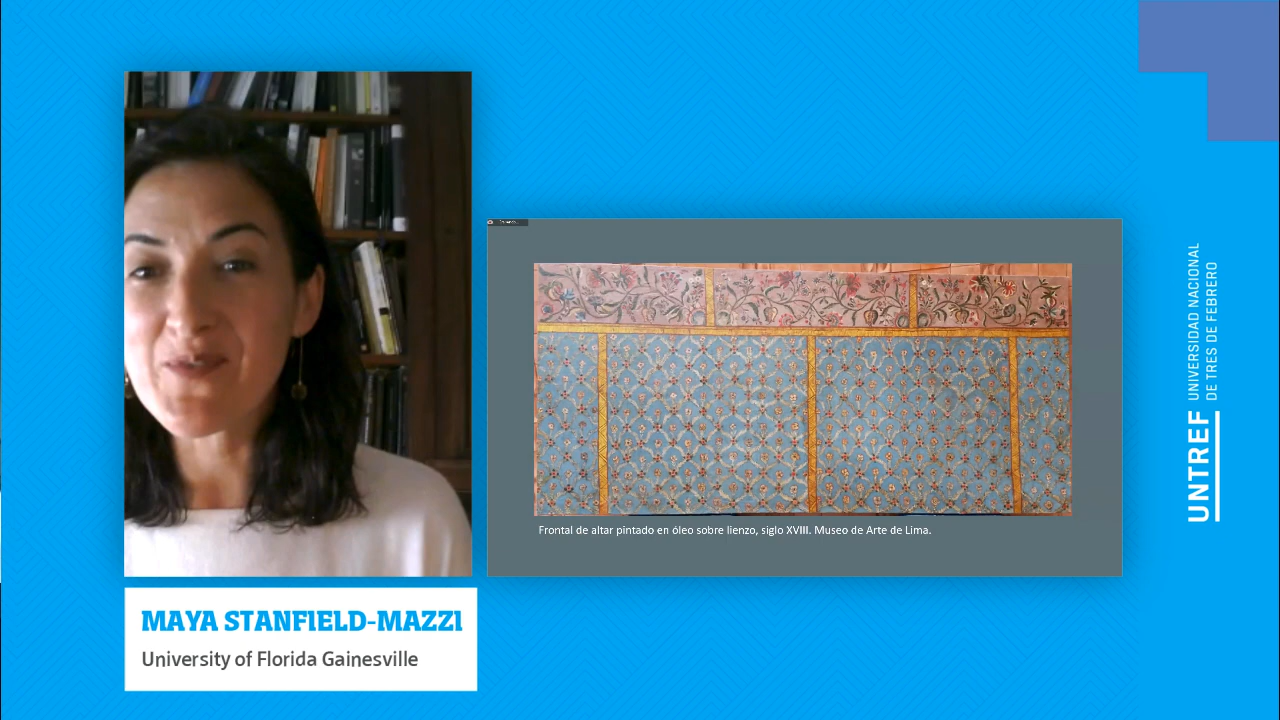 Frontal de altar pintado en óleo sobre lienzo, siglo XVIII. Museo de Arte de Lima.
MAYA STANFIELD-MAZZI
University of Florida Gainesville
UNTREF
UNIVERSIDAD NACIONAL
DE TRES DE FEBRERO